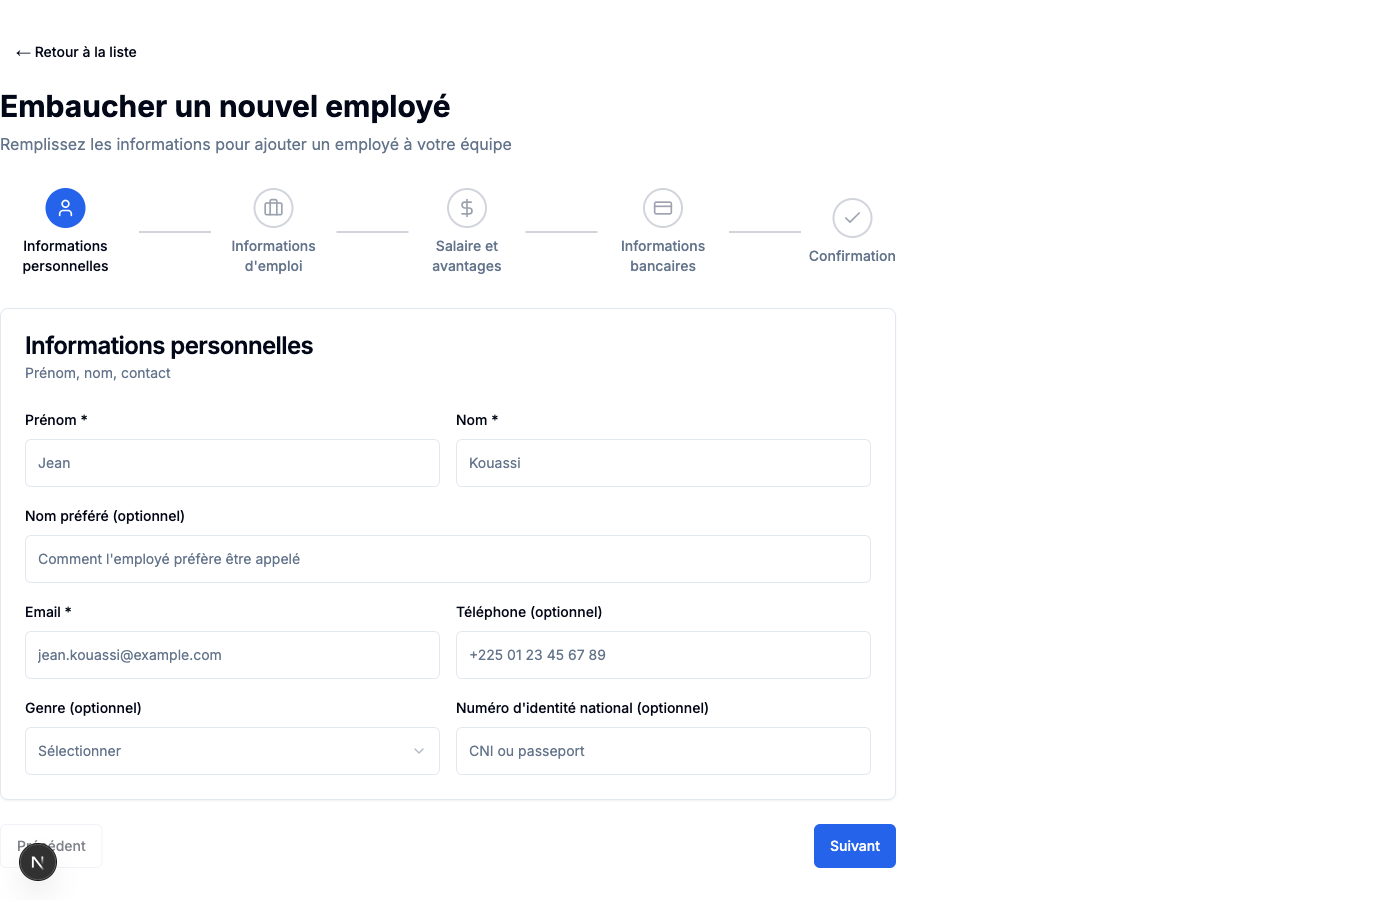 ← Retour à la liste
Embaucher un nouvel employé
Remplissez les informations pour ajouter un employé à votre équipe
Informations
personnelles
Informations
d'emploi
Salaire et
avantages
Informations
bancaires
Confirmation
Informations personnelles
Prénom, nom, contact
Prénom *
Nom *
Jean
Kouassi
Nom préféré (optionnel)
Comment l'employé préfère être appelé
Email *
Téléphone (optionnel)
jean.kouassi@example.com
+225 01 23 45 67 89
Genre (optionnel)
Numéro d'identité national (optionnel)
Sélectionner
CNI ou passeport
Précédent
Suivant
N